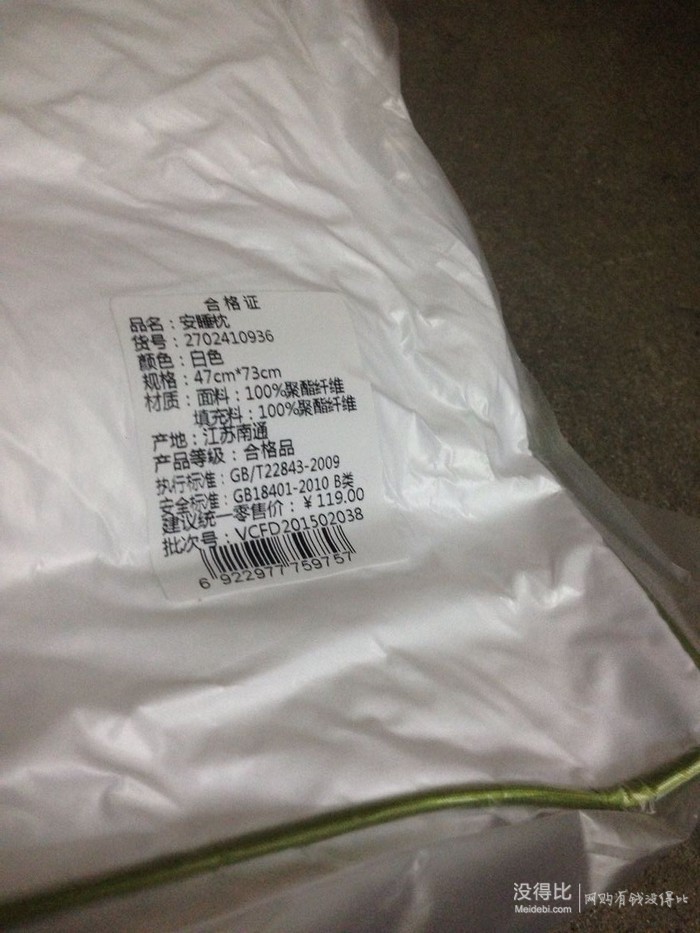 合格证
品名：安睡枕
货号：2702410936
颜色：白色
规格：47cm*73cm
材质：面料：100%聚酯纤维
填充料：100%聚酯纤维
产地：江苏南通
产品等级：合格品
执行标准：GB/T22843-2009
安全标准：GB18401-2010 B类
建议统一零售价：￥119.00
批次号：VCFD201502038
6 922977 759757
没得比 网购有钱没得比
Meidebi.com